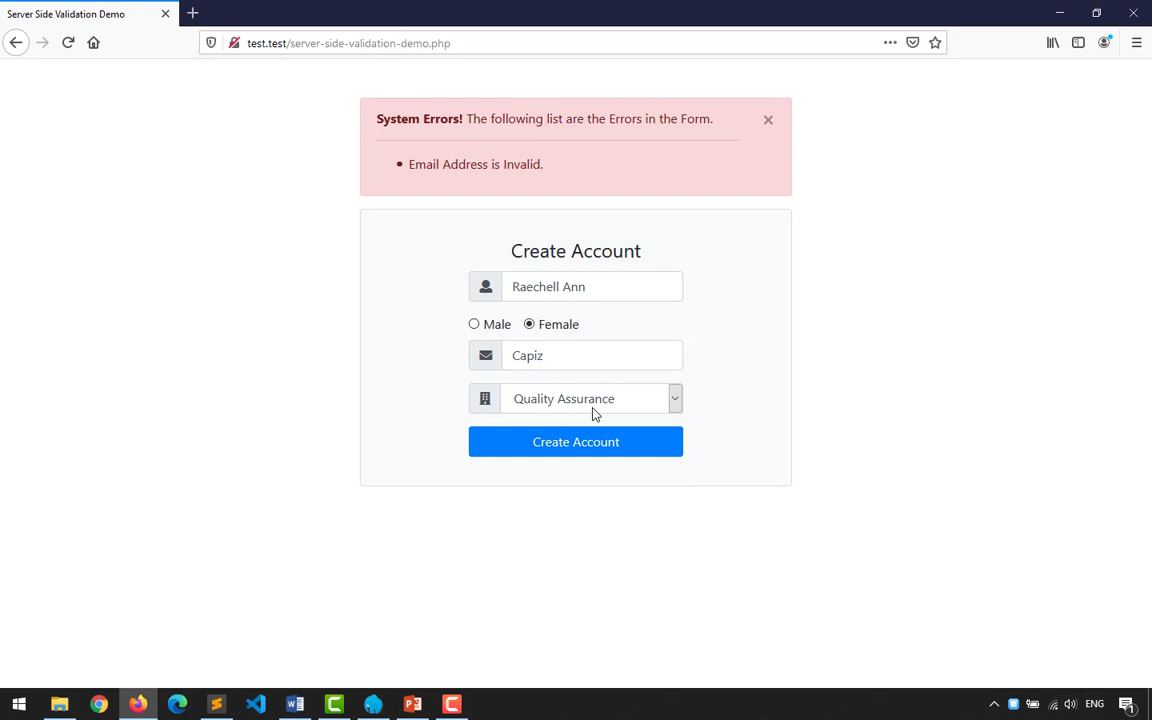 Server Side Validation Demo
test.test/server-side-validation-demo.php
System Errors! The following list are the Errors in the Form.
Email Address is Invalid.
Create Account
Raechell Ann
Male Female
Capiz
Quality Assurance
Create Account
ENG
1